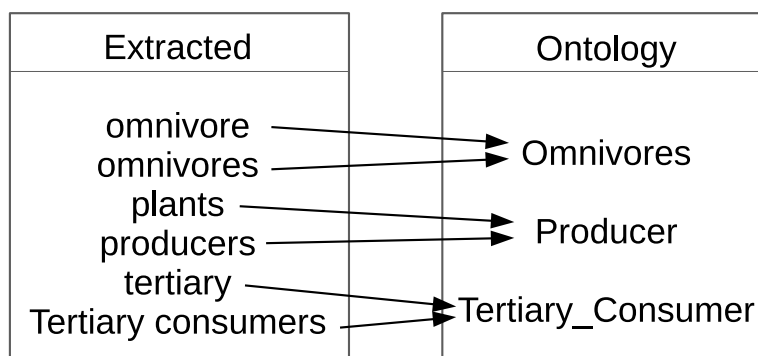 Extracted
omnivore
omnivores
plants
producers
tertiary
Tertiary consumers
Ontology
Omnivores
Producer
Tertiary_Consumer